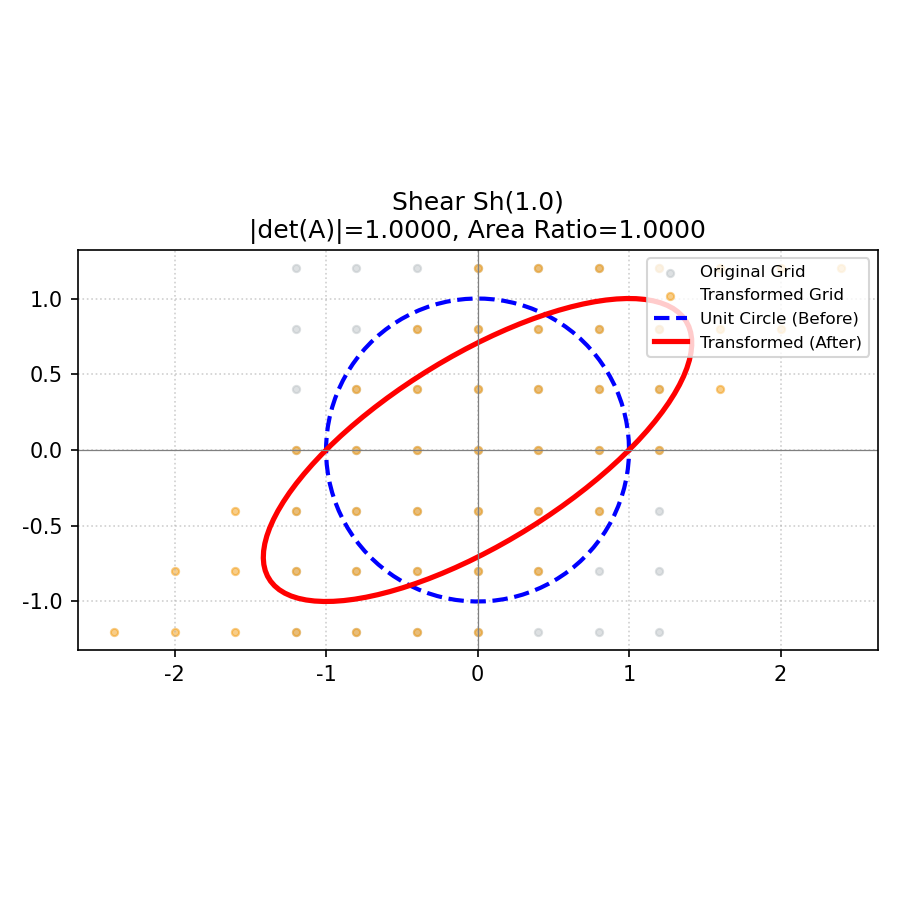 Shear Sh(1.0)
|det(A)|=1.0000, Area Ratio=1.0000
Original Grid
Transformed Grid
Unit Circle (Before)
Transformed (After)
1.0
0.5
0.0
-0.5
-1.0
-2 -1 0 1 2